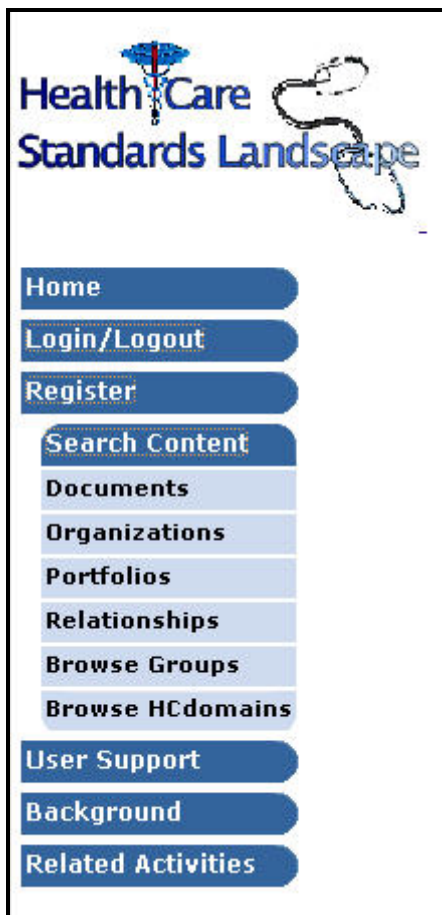 Health Care
Standards Landscape
Home
Login/Logout
Register
Search Content
Documents
Organizations
Portfolios
Relationships
Browse Groups
Browse HCdomains
User Support
Background
Related Activities